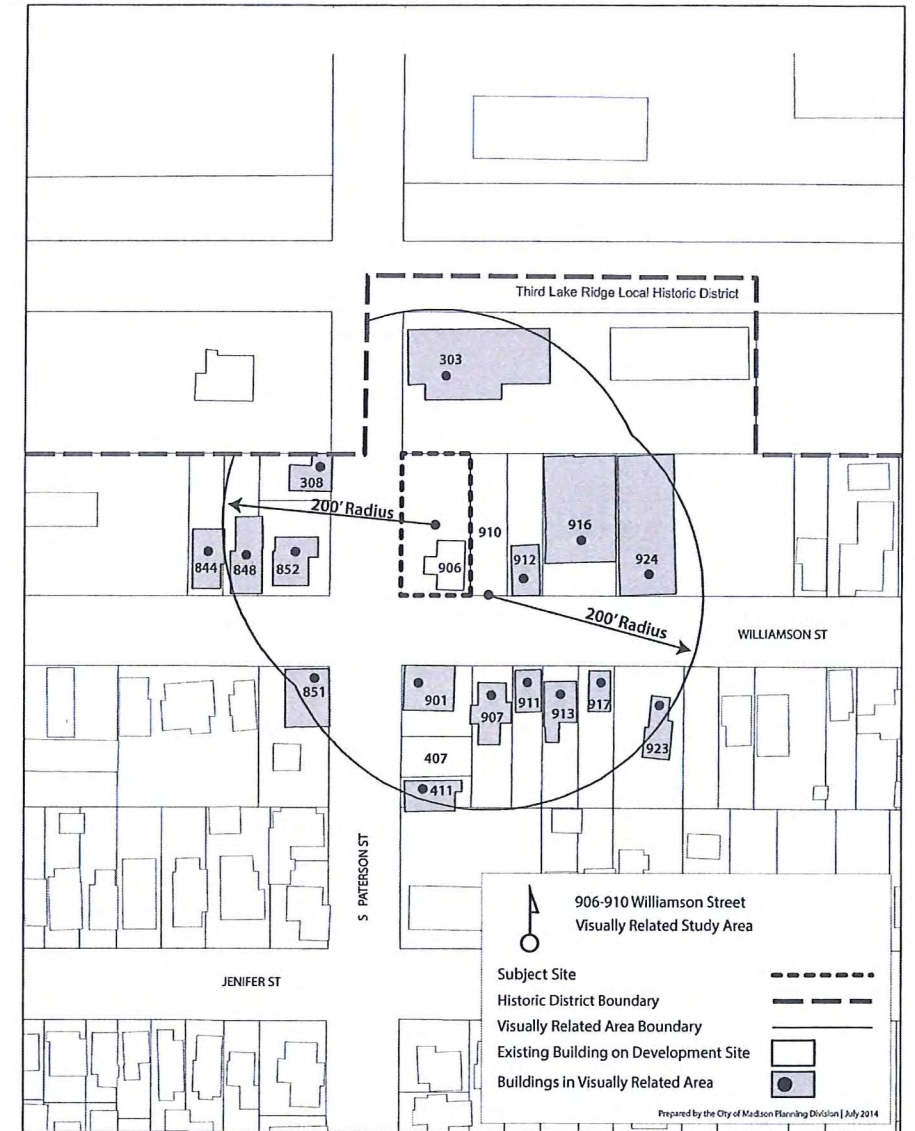 Third Lake Ridge Local Historic District
303
308
200' Radius
910
916
912
924
844
848
852
906
200' Radius
WILLIAMSON ST
851
901
907
911
913
917
923
407
411
S PATERSON ST
906-910 Williamson Street
Visually Related Study Area
JENIFER ST
Subject Site
Historic District Boundary
Visually Related Area Boundary
Existing Building on Development Site
Buildings in Visually Related Area
Prepared by the City of Madison Planning Division | July 2014